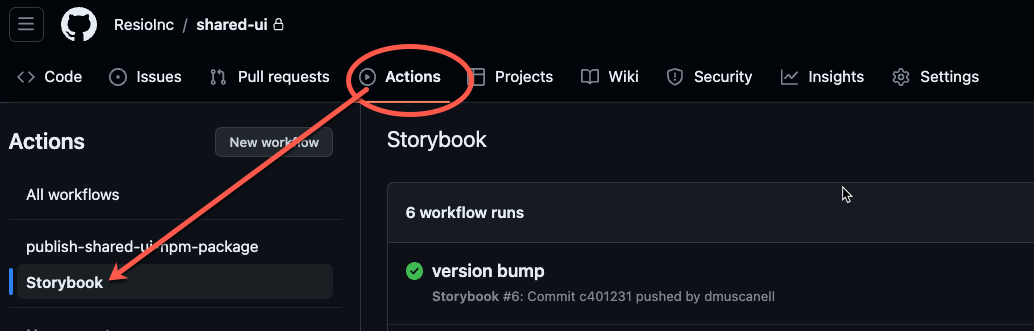 ResioInc / shared-ui
Code Issues Pull requests Actions Projects Wiki Security Insights Settings
Actions
New workflow
All workflows
publish-shared-ui-npm-package
Storybook
Storybook
6 workflow runs
version bump
Storybook #6: Commit c401231 pushed by dmuscanell